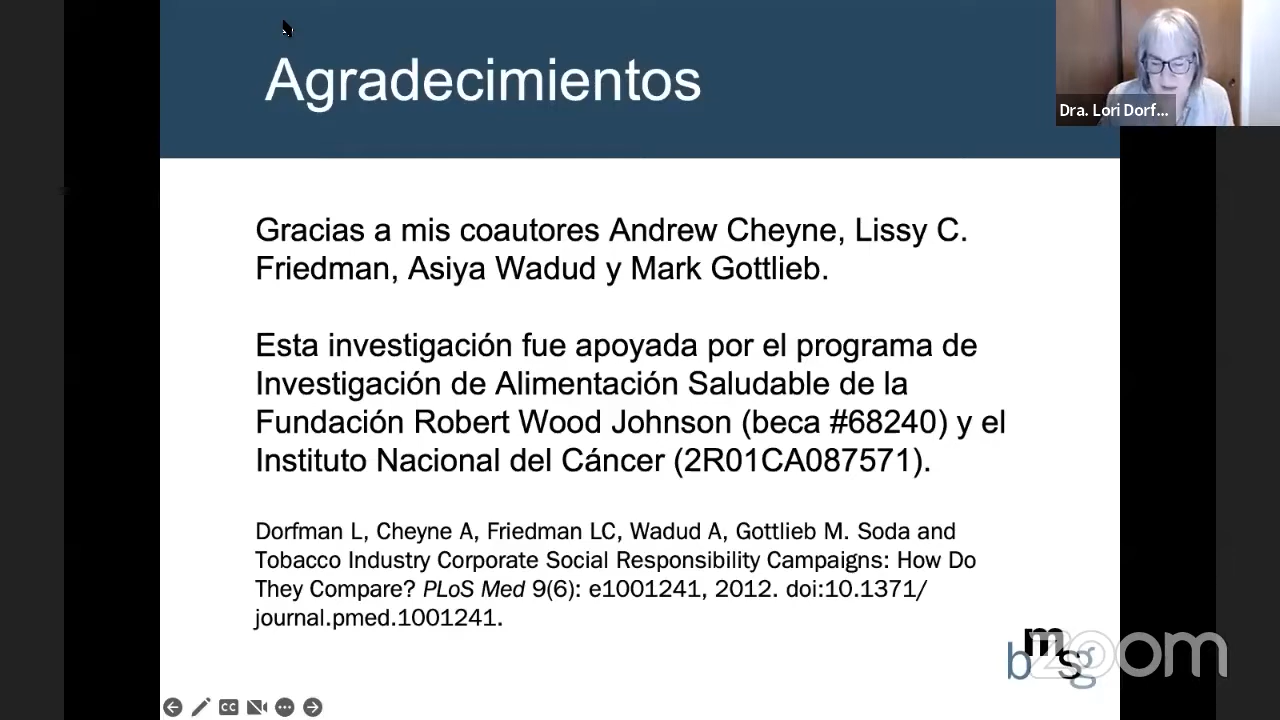 Agradecimientos
Dra. Lori Dorf...
Gracias a mis coautores Andrew Cheyne, Lissy C.
Friedman, Asiya Wadud y Mark Gottlieb.
Esta investigación fue apoyada por el programa de
Investigación de Alimentación Saludable de la
Fundación Robert Wood Johnson (beca #68240) y el
Instituto Nacional del Cáncer (2R01CA087571).
Dorfman L, Cheyne A, Friedman LC, Wadud A, Gottlieb M. Soda and
Tobacco Industry Corporate Social Responsibility Campaigns: How Do
They Compare? PLoS Med 9(6): e1001241, 2012. doi:10.1371/
journal.pmed.1001241.
bmsg
zoom
CC